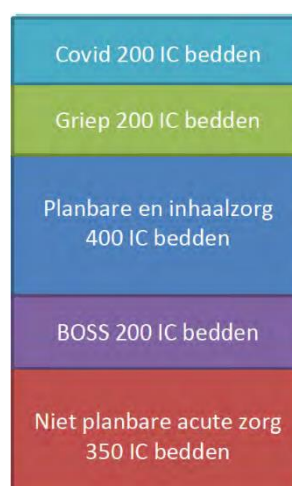 Covid 200 IC bedden
Griep 200 IC bedden
Planbare en inhaalzorg
400 IC bedden
BOSS 200 IC bedden
Niet planbare acute zorg
350 IC bedden